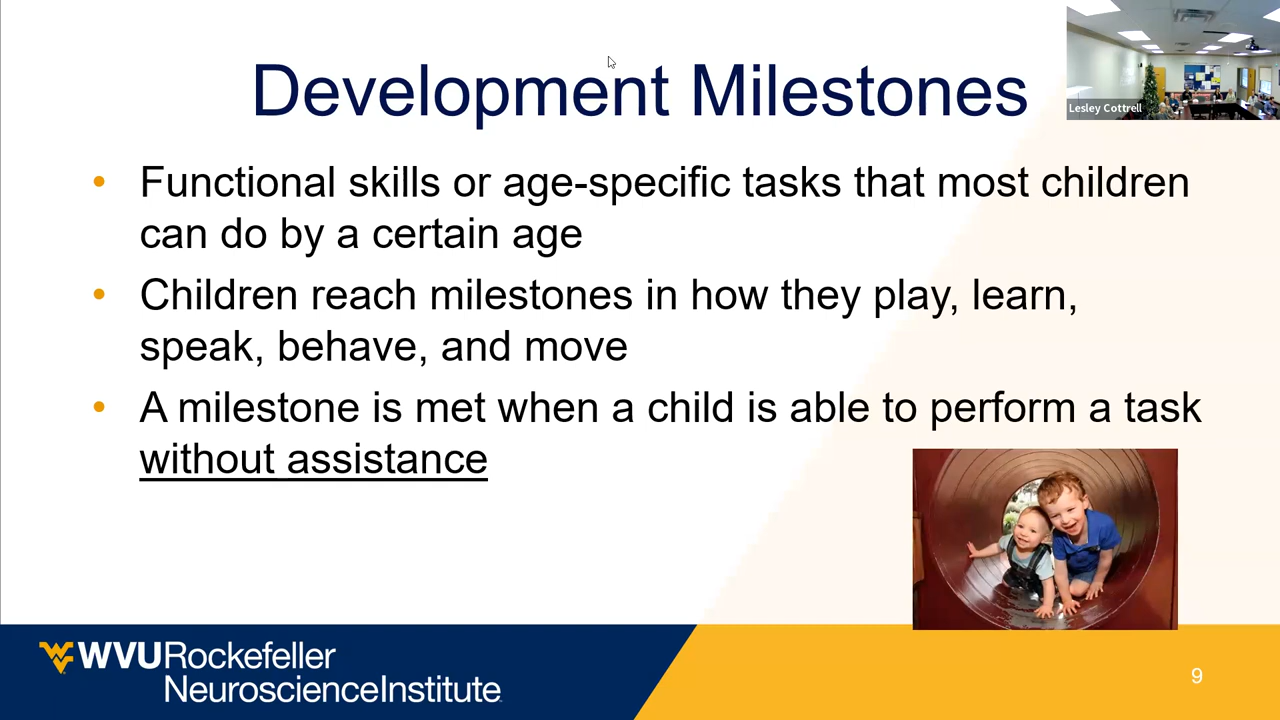 Development Milestones
Lesley Cottrell
• Functional skills or age-specific tasks that most children
can do by a certain age
• Children reach milestones in how they play, learn,
speak, behave, and move
• A milestone is met when a child is able to perform a task
without assistance
WVURockefeller
NeuroscienceInstitute
9